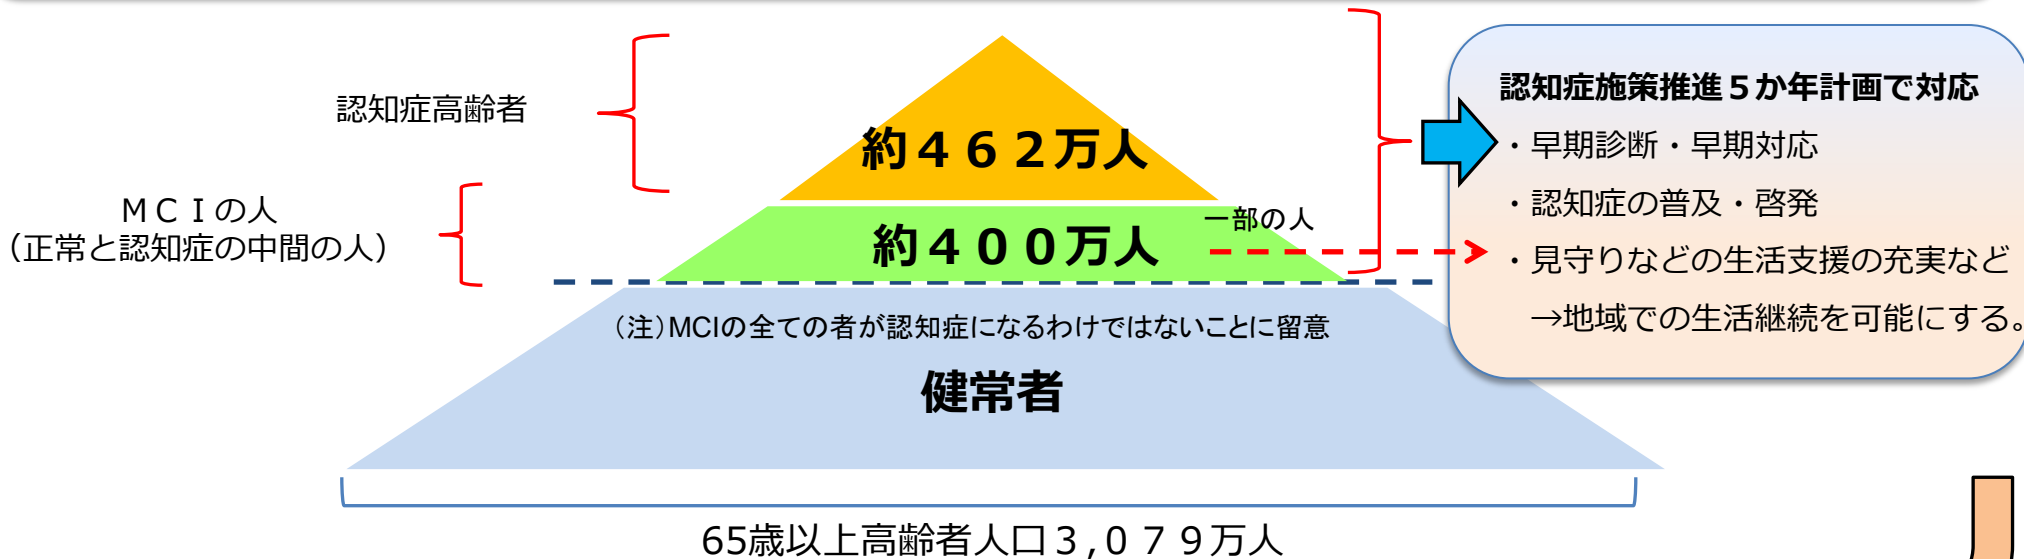 認知症高齢者
約４６２万人
ＭＣＩの人
（正常と認知症の中間の人）
約４００万人
一部の人
（注）MCIの全ての者が認知症になるわけではないことに留意
健常者
65歳以上高齢者人口３,０７９万人
認知症施策推進５か年計画で対応
・早期診断・早期対応
・認知症の普及・啓発
・見守りなどの生活支援の充実など
→地域での生活継続を可能にする。